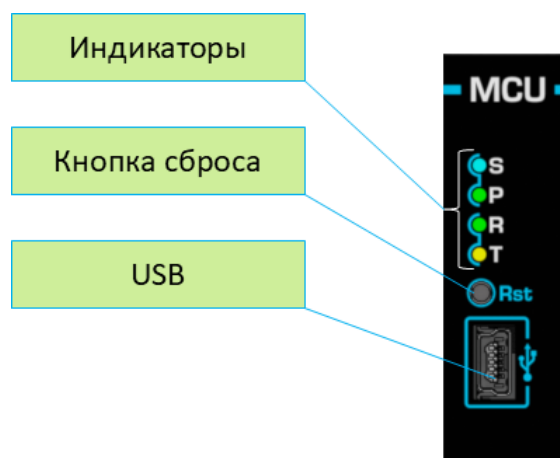 Индикаторы
Кнопка сброса
USB
MCU
S
P
R
T
Rst